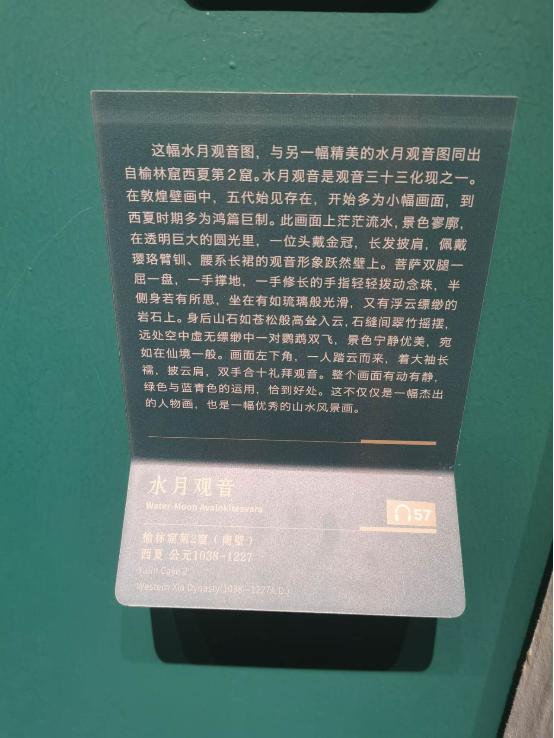 这幅水月观音图，与另一幅精美的水月观音图同出
自榆林窟西夏第2窟。水月观音是观音三十三化现之一。
在敦煌壁画中，五代始见存在，开始多为小幅画面，到
西夏时期多为鸿篇巨制。此画面上茫茫流水，景色寥廓，
在透明巨大的圆光里，一位头戴金冠，长发披肩，佩戴
璎珞臂钏、腰系长裙的观音形象跃然壁上。菩萨双腿一
屈一盘，一手撑地，一手修长的手指轻轻拨动念珠，半
侧身若有所思，坐在有如琉璃般光滑，又有浮云缥缈的
岩石上。身后山石如苍松般高耸入云，石缝间翠竹摇摆，
远处空中虚无缥缈中一对鹦鹉双飞，景色宁静优美，宛
如在仙境一般。画面左下角，一人踏云而来，着大袖长
襦，披云肩，双手合十礼拜观音。整个画面有动有静，
绿色与蓝青色的运用，恰到好处。这不仅仅是一幅杰出
的人物画，也是一幅优秀的山水风景画。
水月观音
Water-Moon Avalokitesvara
57
榆林窟第2窟（南壁）
西夏 公元1038-1227
Yulin Cave 2
Western Xia Dynasty(1038-1227A.D.)